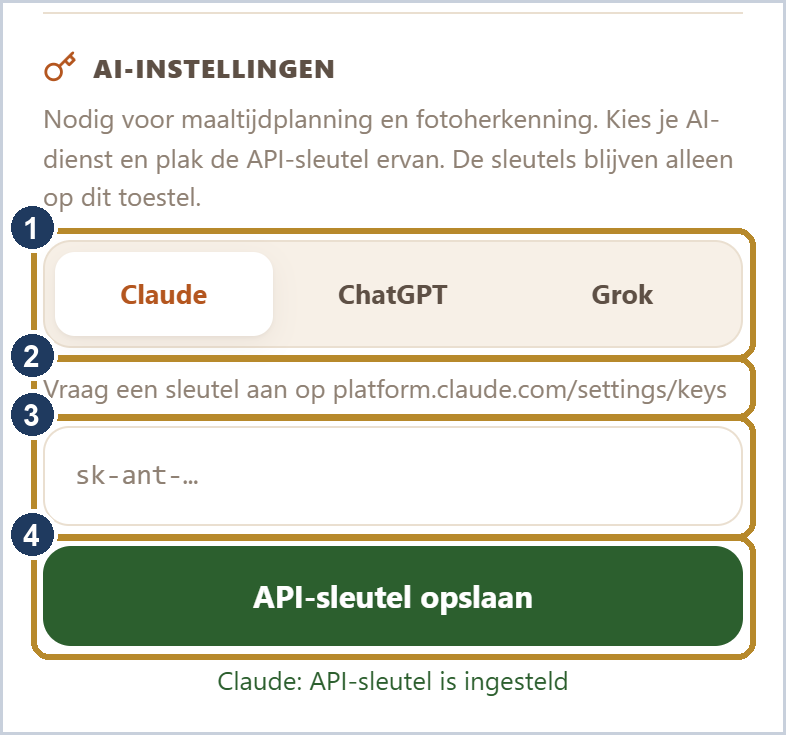 AI-INSTELLINGEN
Nodig voor maaltijdplanning en fotoherkenning. Kies je AI-
dienst en plak de API-sleutel ervan. De sleutels blijven alleen
op dit toestel.
1
Claude ChatGPT Grok
2
Vraag een sleutel aan op platform.claude.com/settings/keys
3
sk-ant-…
4
API-sleutel opslaan
Claude: API-sleutel is ingesteld